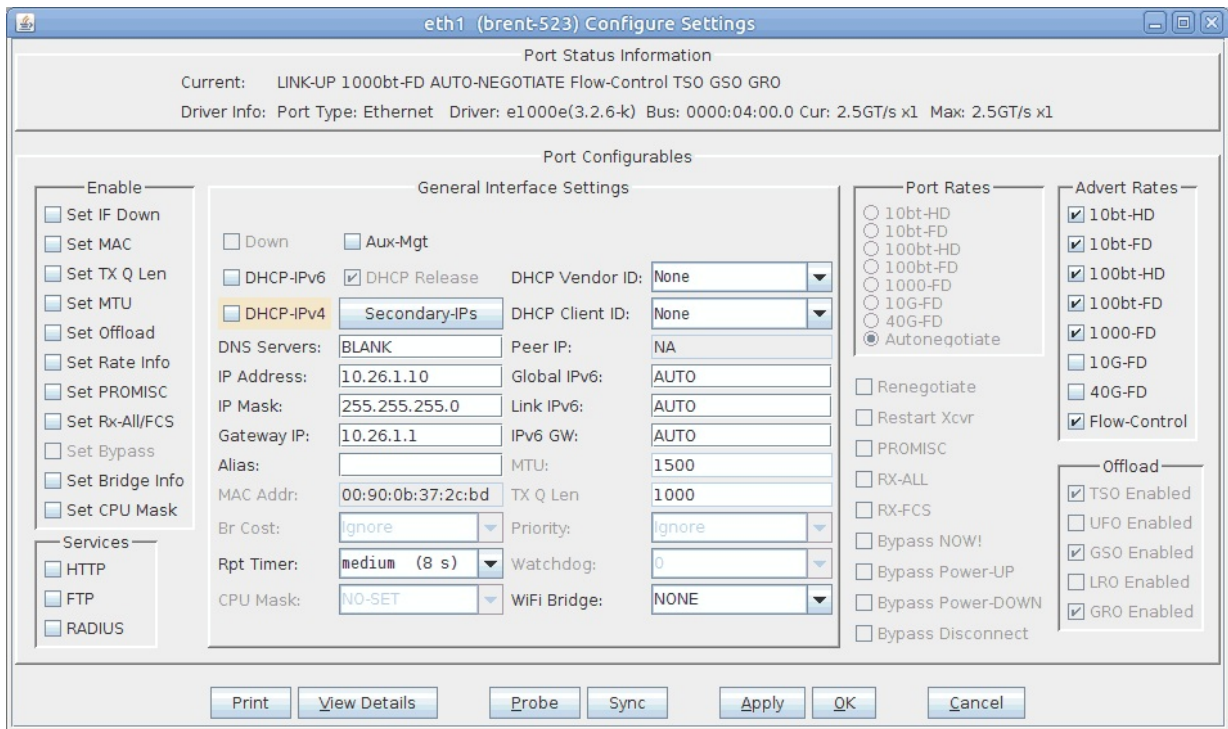 eth1 (brent-523) Configure Settings
Port Status Information
Current: LINK-UP 1000bt-FD AUTO-NEGOTIATE Flow-Control TSO GSO GRO
Driver Info: Port Type: Ethernet Driver: e1000e(3.2.6-k) Bus: 0000:04:00.0 Cur: 2.5GT/s x1 Max: 2.5GT/s x1
Port Configurables
Enable
Set IF Down
Set MAC
Set TX Q Len
Set MTU
Set Offload
Set Rate Info
Set PROMISC
Set Rx-All/FCS
Set Bypass
Set Bridge Info
Set CPU Mask
Services
HTTP
FTP
RADIUS
General Interface Settings
Down Aux-Mgt
DHCP-IPv6 DHCP Release DHCP Vendor ID: None
DHCP-IPv4 Secondary-IPs DHCP Client ID: None
DNS Servers: BLANK Peer IP: NA
IP Address: 10.26.1.10 Global IPv6: AUTO
IP Mask: 255.255.255.0 Link IPv6: AUTO
Gateway IP: 10.26.1.1 IPv6 GW: AUTO
Alias: MTU: 1500
MAC Addr: 00:90:0b:37:2c:bd TX Q Len 1000
Br Cost: Ignore Priority: Ignore
Rpt Timer: medium (8 s) Watchdog: 0
CPU Mask: NO-SET WiFi Bridge: NONE
Port Rates
10bt-HD
10bt-FD
100bt-HD
100bt-FD
1000-FD
10G-FD
40G-FD
Autonegotiate
Renegotiate
Restart Xcvr
PROMISC
RX-ALL
RX-FCS
Bypass NOW!
Bypass Power-UP
Bypass Power-DOWN
Bypass Disconnect
Advert Rates
10bt-HD
10bt-FD
100bt-HD
100bt-FD
1000-FD
10G-FD
40G-FD
Flow-Control
Offload
TSO Enabled
UFO Enabled
GSO Enabled
LRO Enabled
GRO Enabled
Print View Details Probe Sync Apply OK Cancel